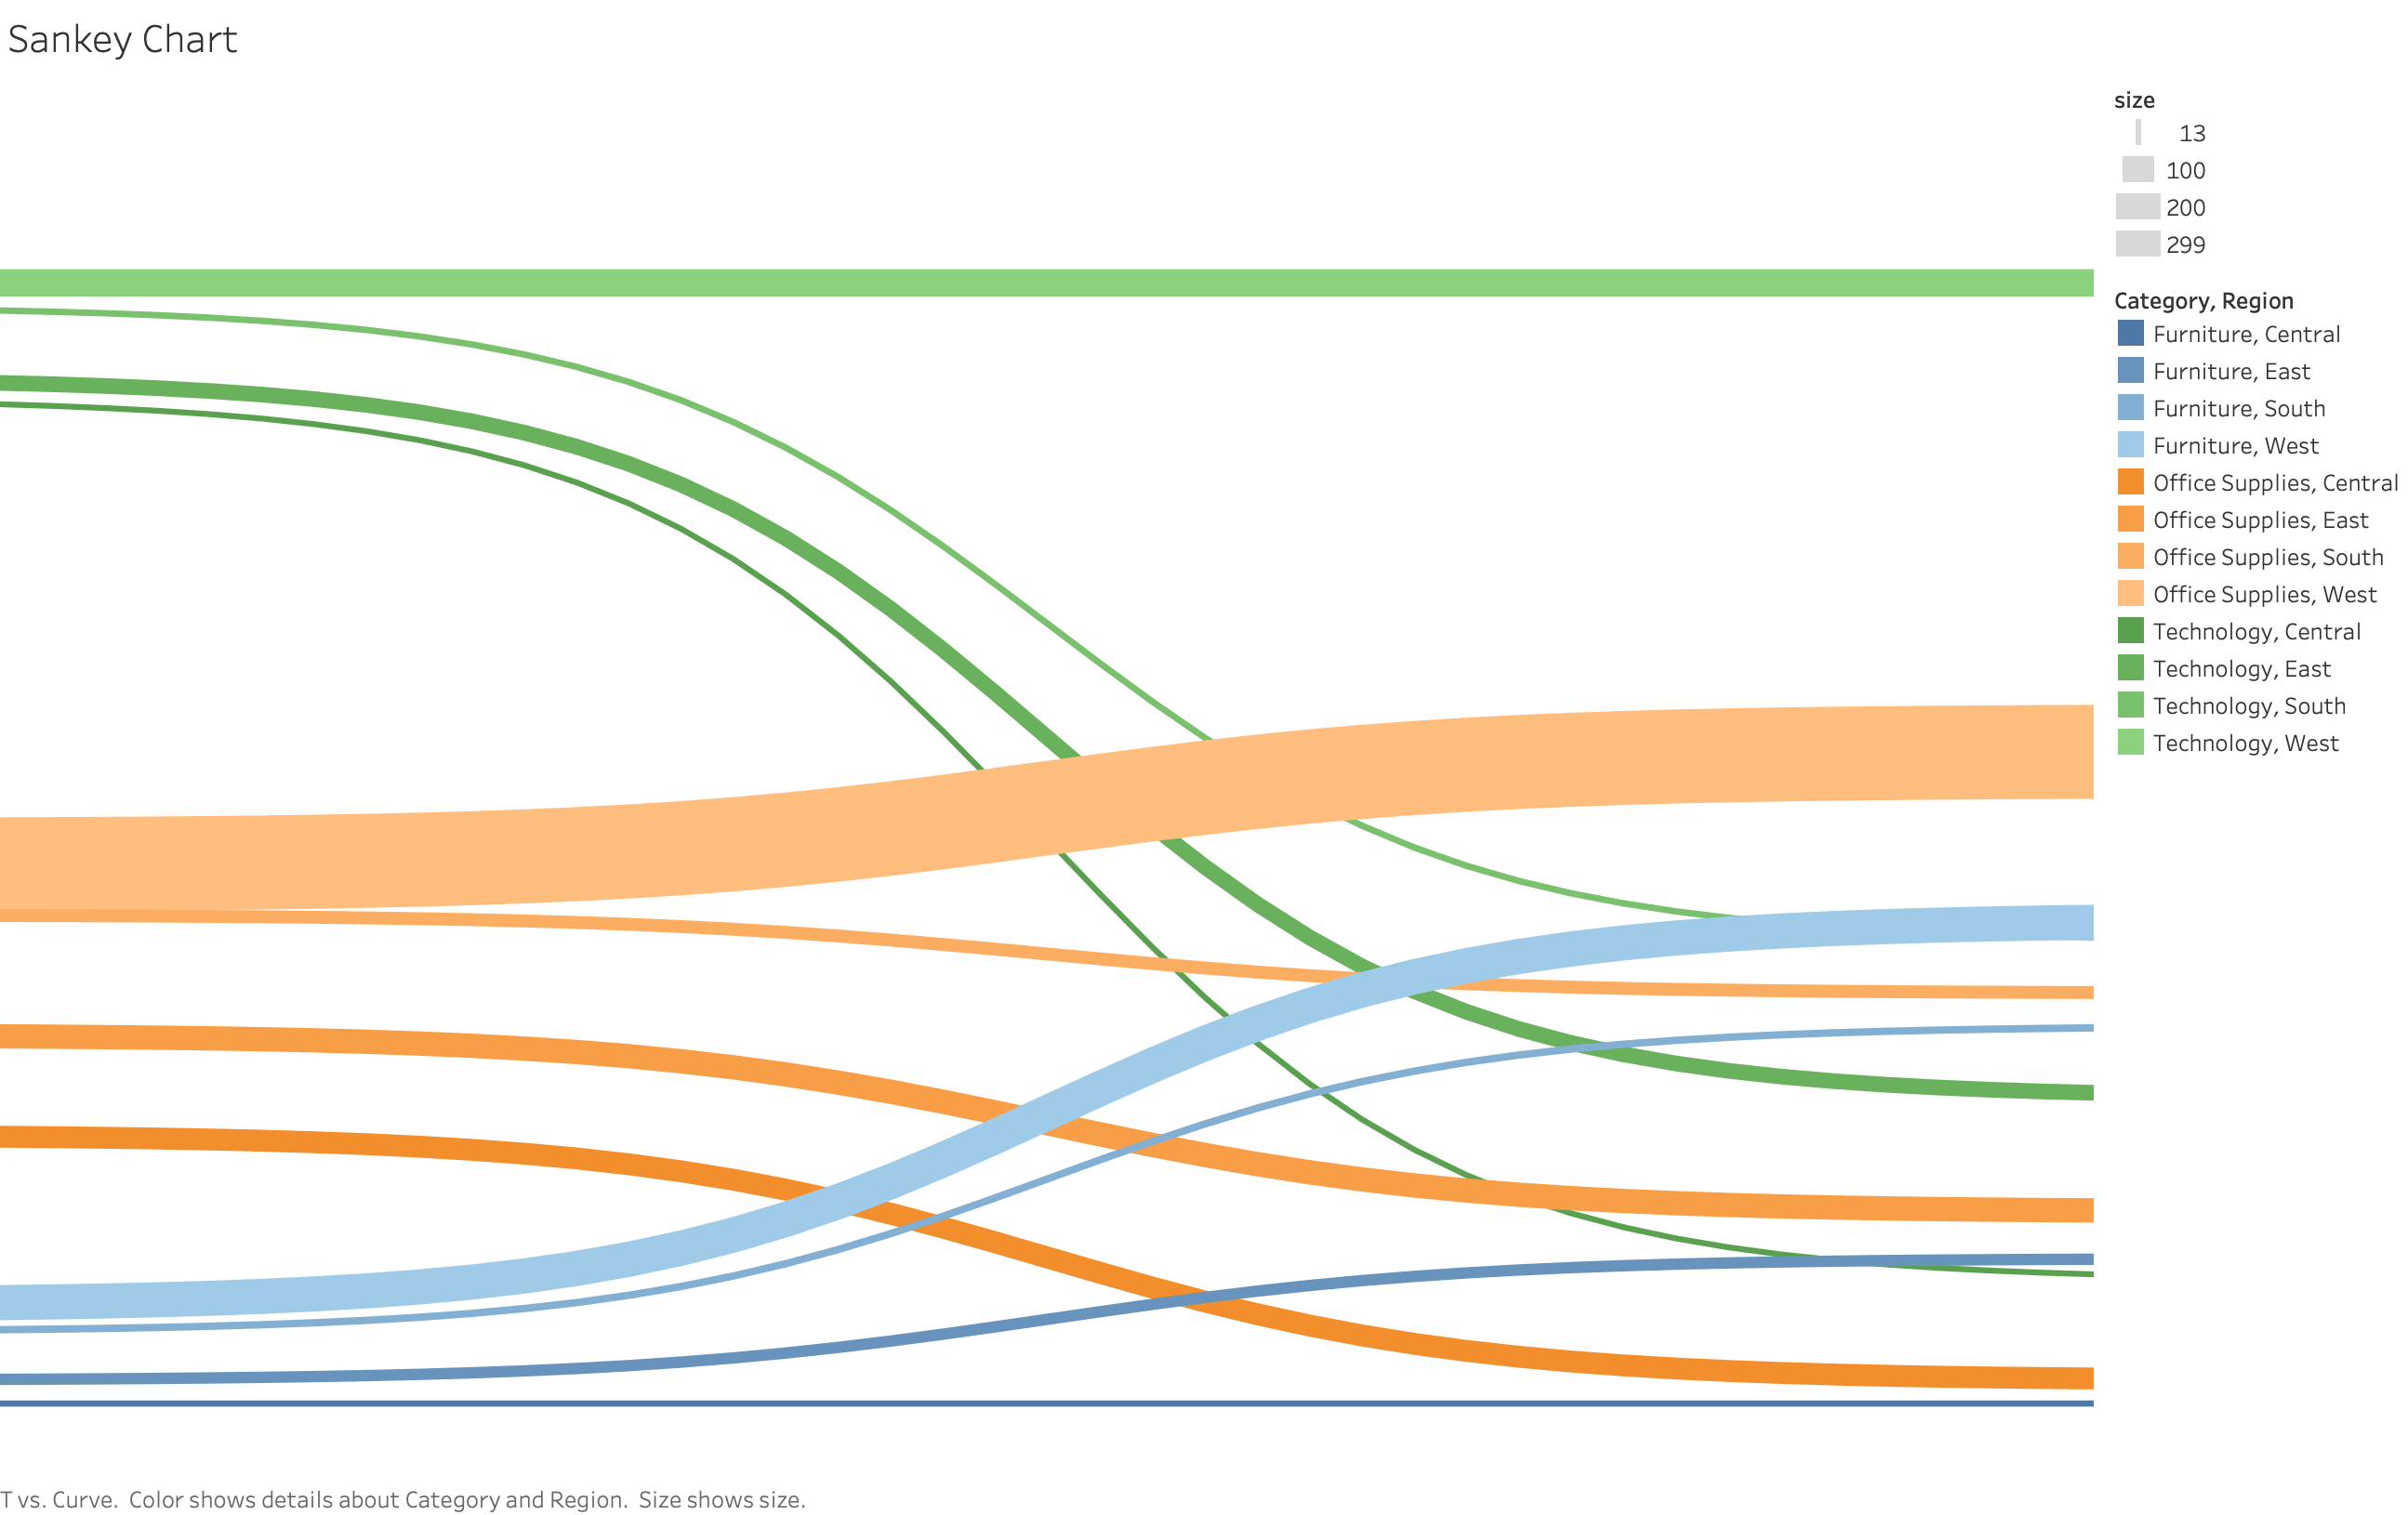 Sankey Chart
size
13
100
200
299
Category, Region
Furniture, Central
Furniture, East
Furniture, South
Furniture, West
Office Supplies, Central
Office Supplies, East
Office Supplies, South
Office Supplies, West
Technology, Central
Technology, East
Technology, South
Technology, West
T vs. Curve.  Color shows details about Category and Region.  Size shows size.